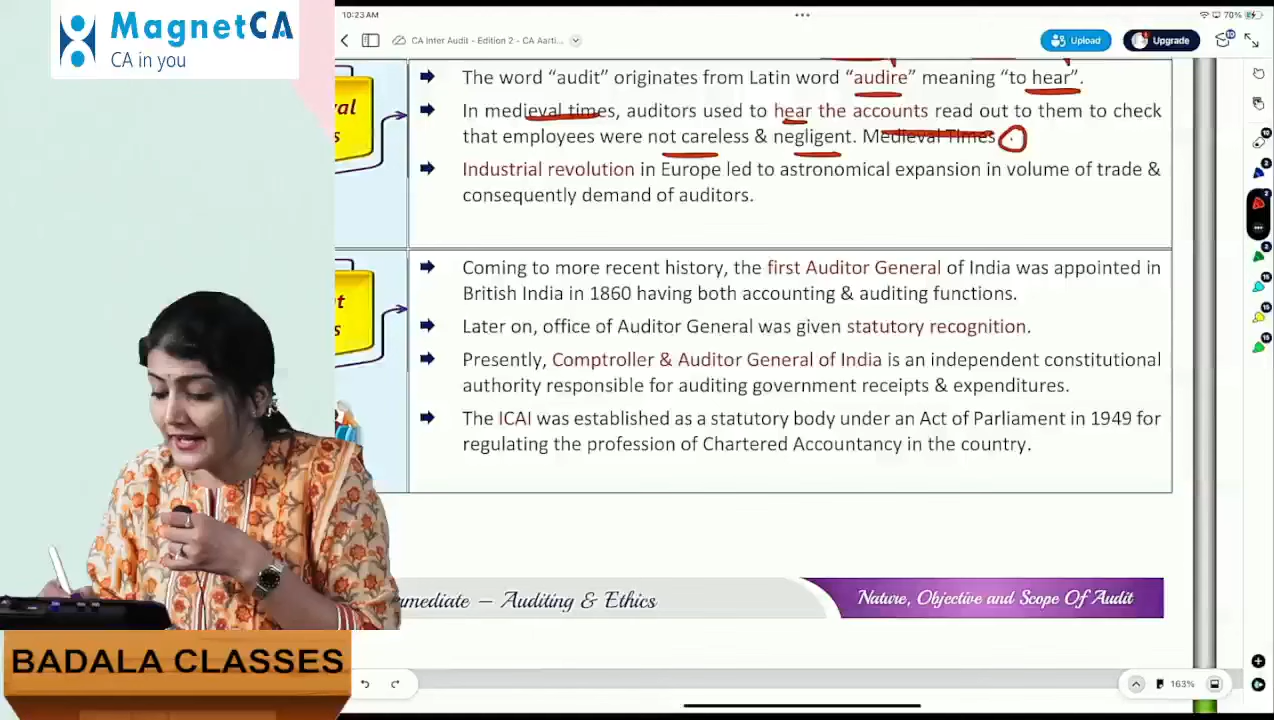 MagnetCA
CA in you
10:23 AM
70%
CA Inter Audit - Edition 2 - CA Aarti...
Upload
Upgrade
The word “audit” originates from Latin word “audire” meaning “to hear”.
In medieval times, auditors used to hear the accounts read out to them to check
that employees were not careless & negligent. Medieval Times
Industrial revolution in Europe led to astronomical expansion in volume of trade &
consequently demand of auditors.
Coming to more recent history, the first Auditor General of India was appointed in
British India in 1860 having both accounting & auditing functions.
Later on, office of Auditor General was given statutory recognition.
Presently, Comptroller & Auditor General of India is an independent constitutional
authority responsible for auditing government receipts & expenditures.
The ICAI was established as a statutory body under an Act of Parliament in 1949 for
regulating the profession of Chartered Accountancy in the country.
rmediate – Auditing & Ethics
Nature, Objective and Scope Of Audit
BADALA CLASSES
163%